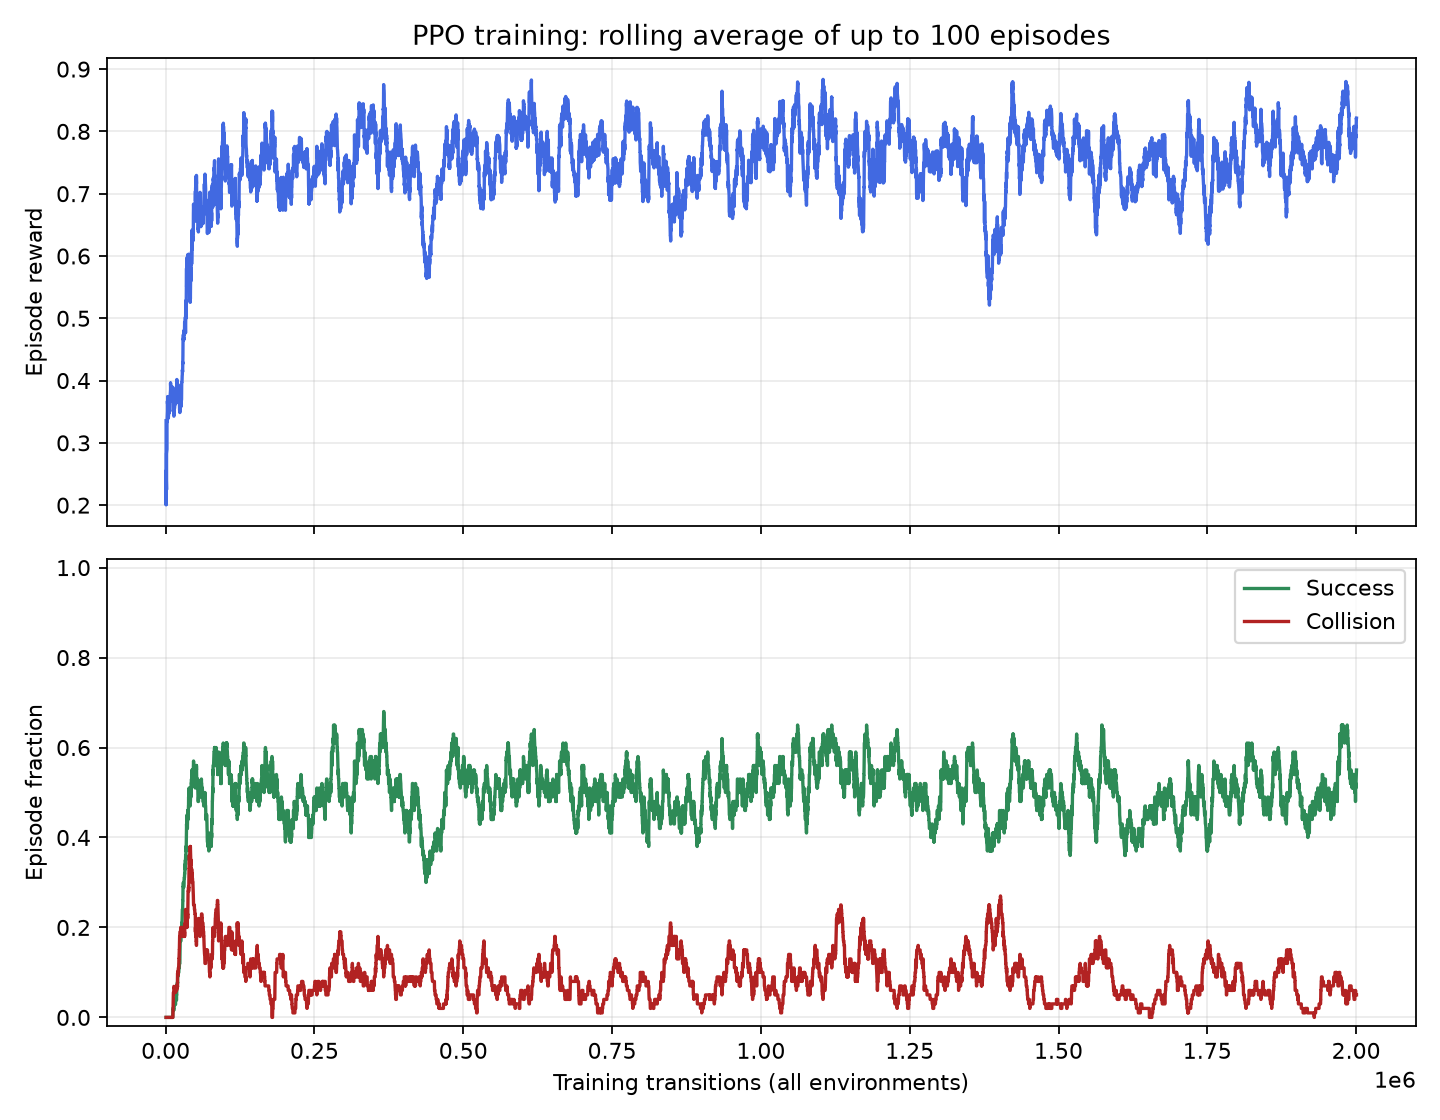 PPO training: rolling average of up to 100 episodes
0.9
0.8
0.7
0.6
0.5
0.4
0.3
0.2
Episode reward
1.0
0.8
0.6
0.4
0.2
0.0
Episode fraction
Success
Collision
0.00 0.25 0.50 0.75 1.00 1.25 1.50 1.75 2.00
1e6
Training transitions (all environments)